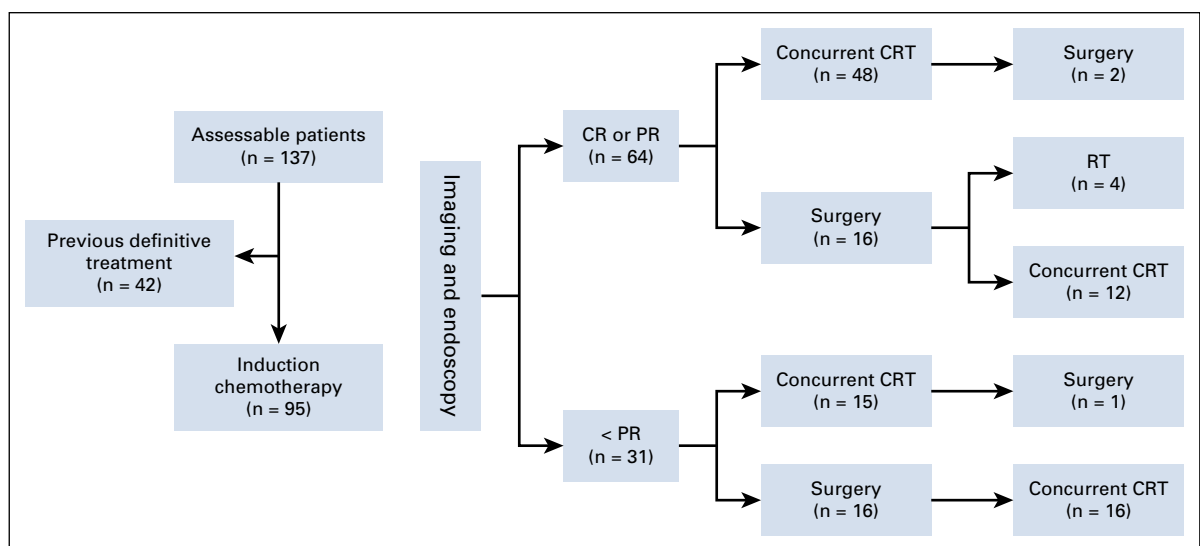 Assessable patients
(n = 137)
Previous definitive
treatment
(n = 42)
Induction
chemotherapy
(n = 95)
Imaging and endoscopy
CR or PR
(n = 64)
Concurrent CRT
(n = 48)
Surgery
(n = 2)
Surgery
(n = 16)
RT
(n = 4)
Concurrent CRT
(n = 12)
< PR
(n = 31)
Concurrent CRT
(n = 15)
Surgery
(n = 1)
Surgery
(n = 16)
Concurrent CRT
(n = 16)